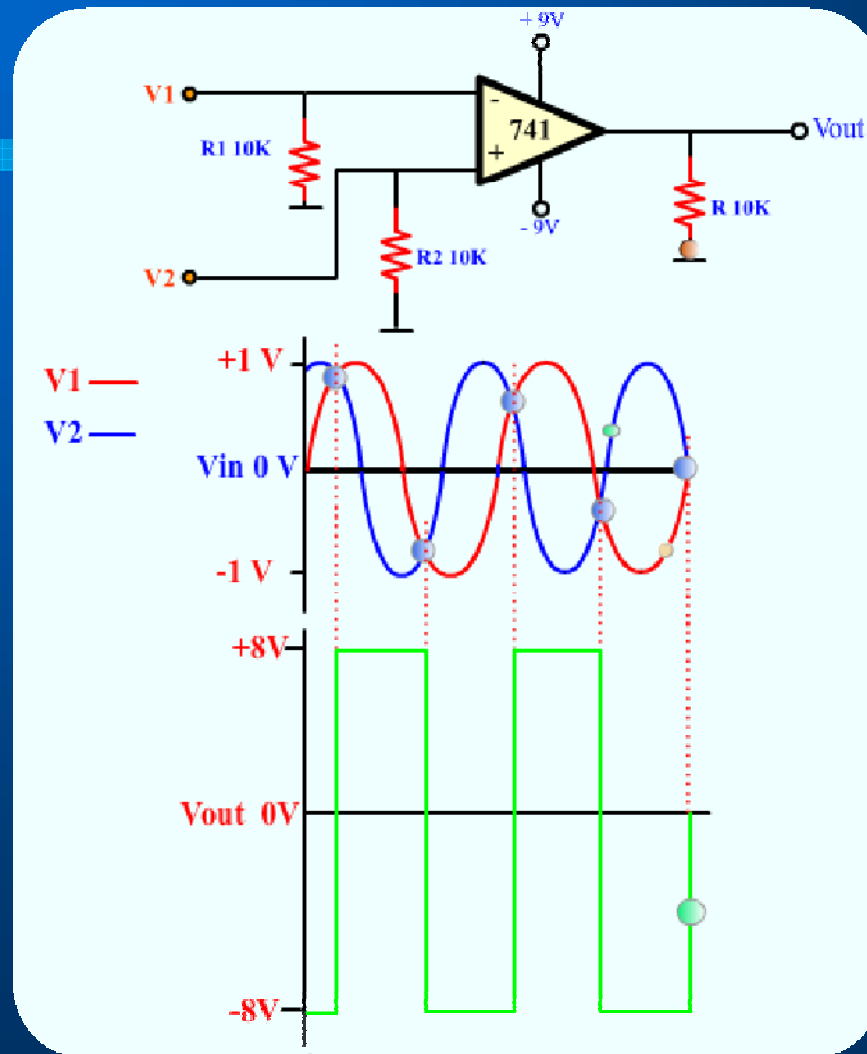 + 9V
V1
-
741
Vout
R1 10K
+
R 10K
- 9V
V2
R2 10K
+1 V
V1
V2
Vin 0 V
-1 V
+8V
Vout 0V
-8V